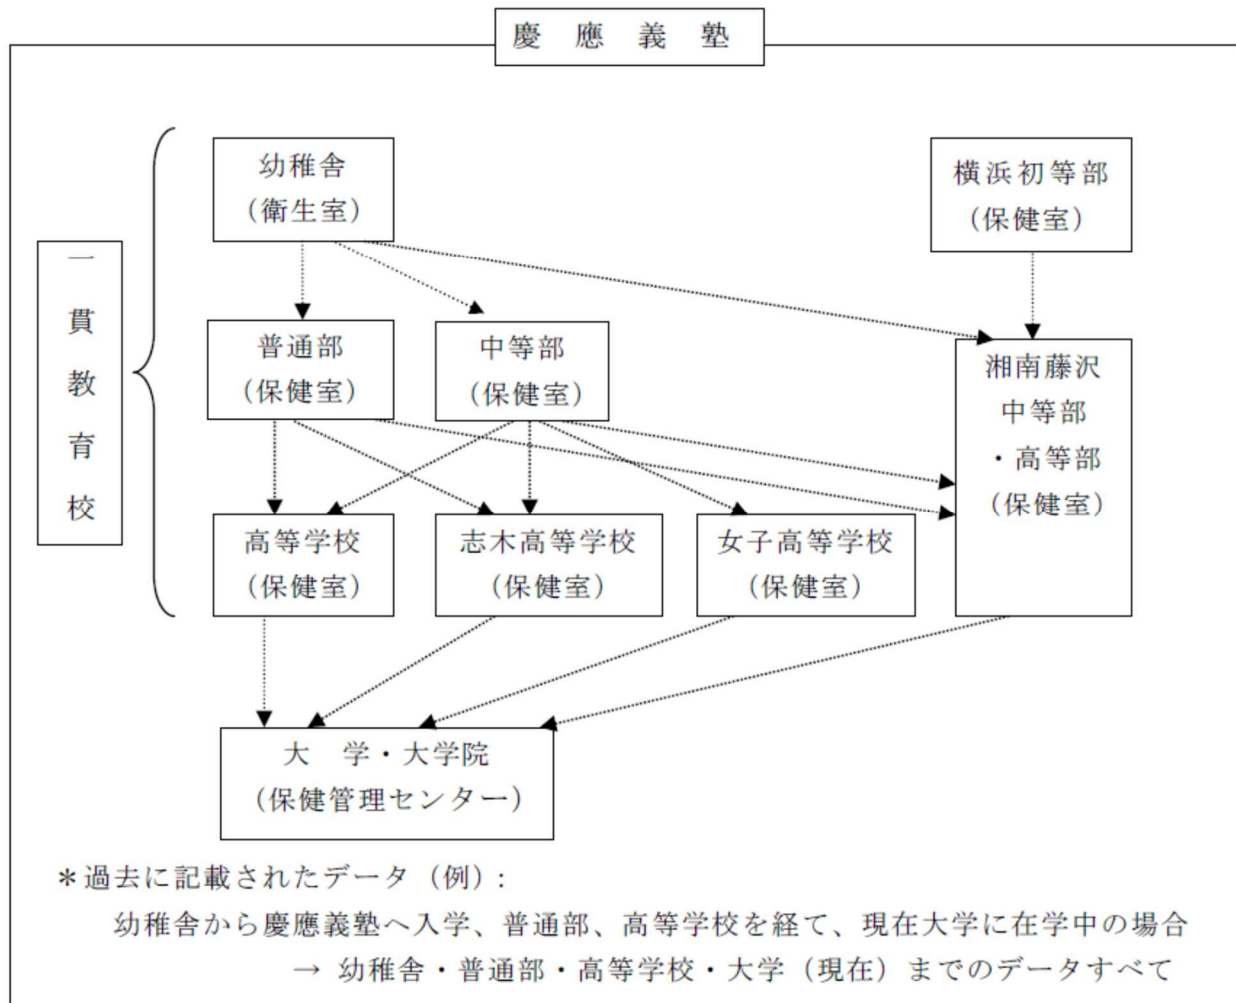 慶 應 義 塾
幼稚舎
（衛生室）
横浜初等部
（保健室）
一貫教育校
普通部
（保健室）
中等部
（保健室）
湘南藤沢
中等部
・高等部
（保健室）
高等学校
（保健室）
志木高等学校
（保健室）
女子高等学校
（保健室）
大　学・大学院
（保健管理センター）
＊過去に記載されたデータ（例）:
幼稚舎から慶應義塾へ入学、普通部、高等学校を経て、現在大学に在学中の場合
→ 幼稚舎・普通部・高等学校・大学（現在）までのデータすべて